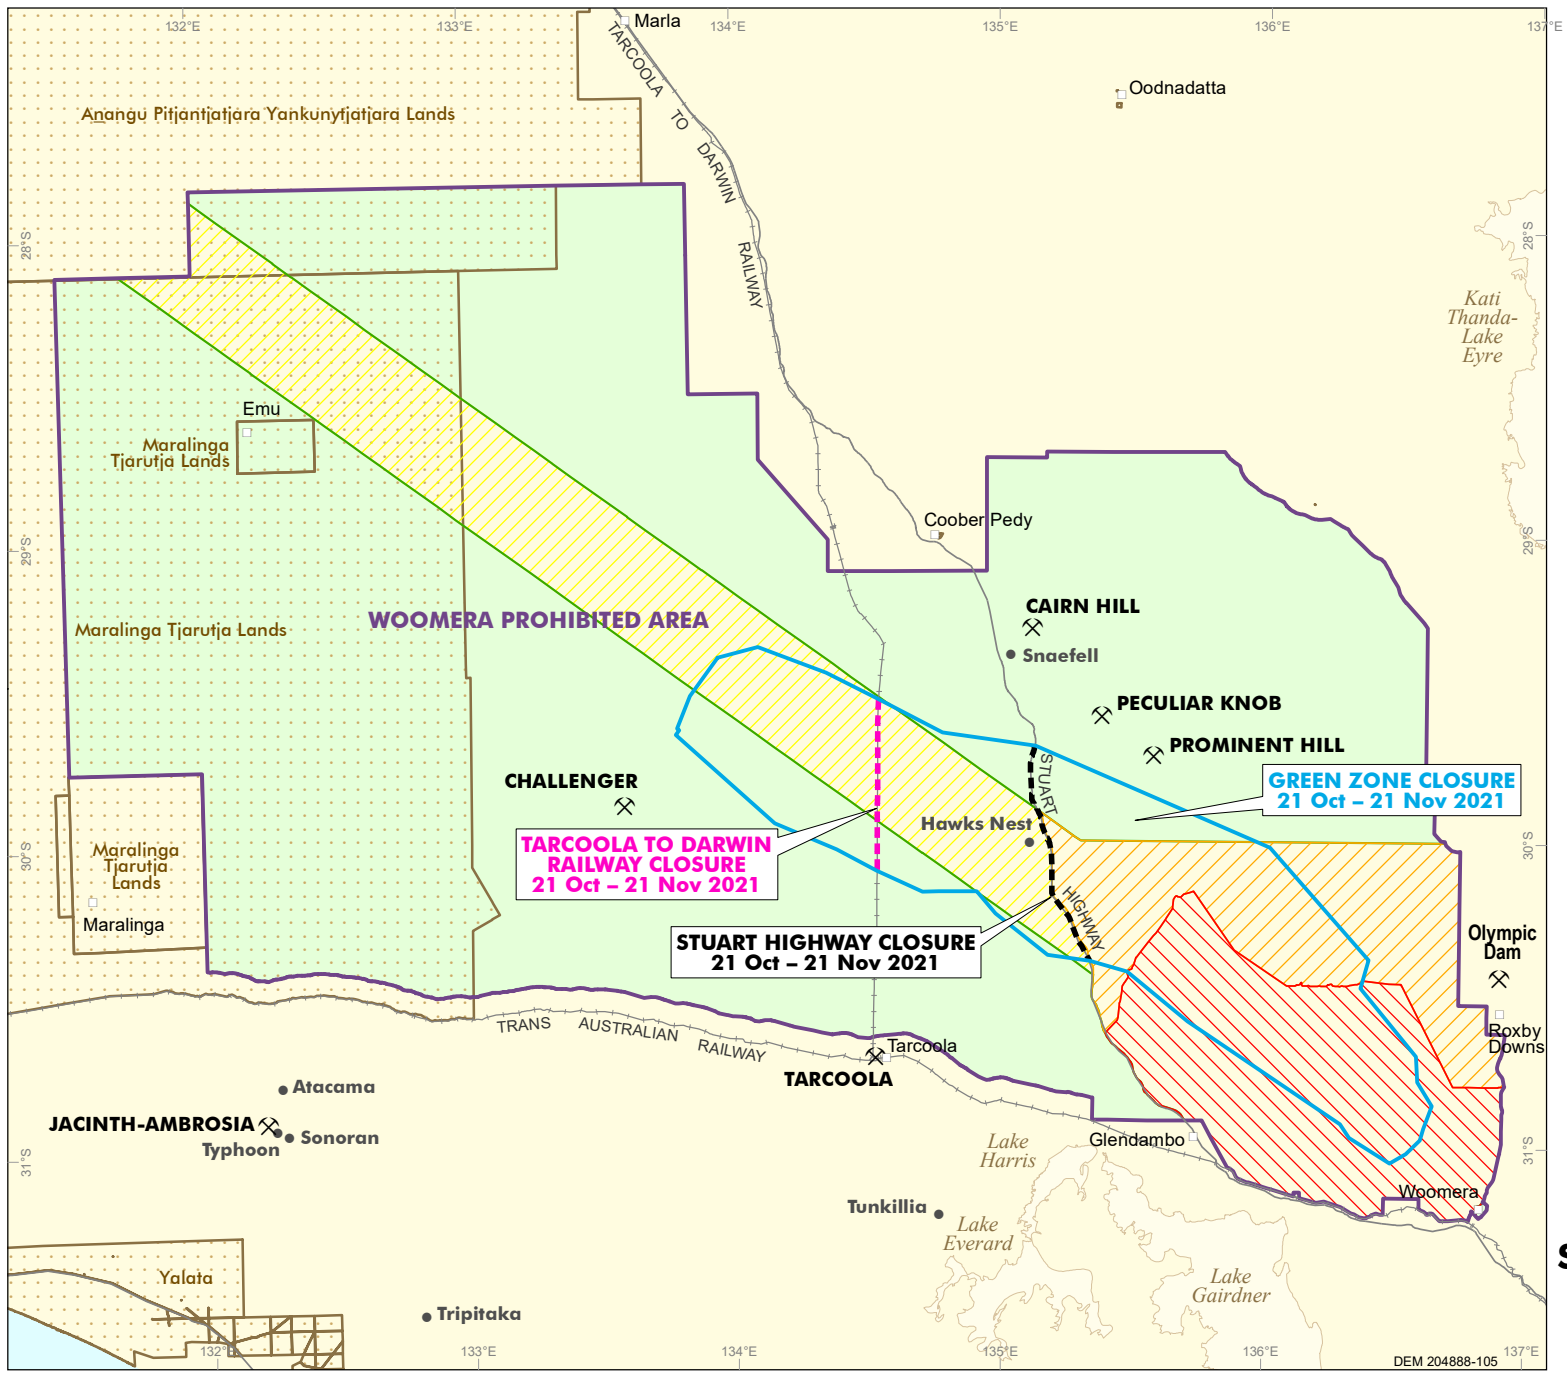 132°E
133°E
134°E
135°E
136°E
137°E
Marla
TARCOOLA TO DARWIN RAILWAY
Oodnadatta
Anangu Pitjantjatjara Yankunytjatjara Lands
28°S
28°S
Kati
Thanda-
Lake
Eyre
Emu
Maralinga
Tjarutja Lands
Coober Pedy
29°S
29°S
CAIRN HILL
Snaefell
WOOMERA PROHIBITED AREA
Maralinga Tjarutja Lands
PECULIAR KNOB
PROMINENT HILL
CHALLENGER
STUART HIGHWAY
GREEN ZONE CLOSURE
21 Oct – 21 Nov 2021
Hawks Nest
TARCOOLA TO DARWIN
RAILWAY CLOSURE
21 Oct – 21 Nov 2021
30°S
30°S
Maralinga
Tjarutja
Lands
Maralinga
STUART HIGHWAY CLOSURE
21 Oct – 21 Nov 2021
Olympic
Dam
Roxby
Downs
TRANS AUSTRALIAN RAILWAY
Tarcoola
TARCOOLA
Atacama
JACINTH-AMBROSIA
Typhoon
Sonoran
Glendambo
Lake
Harris
31°S
31°S
Woomera
Tunkillia
Lake
Everard
Lake
Gairdner
Yalata
Tripitaka
S
132°E
133°E
134°E
135°E
136°E
137°E
DEM 204888-105